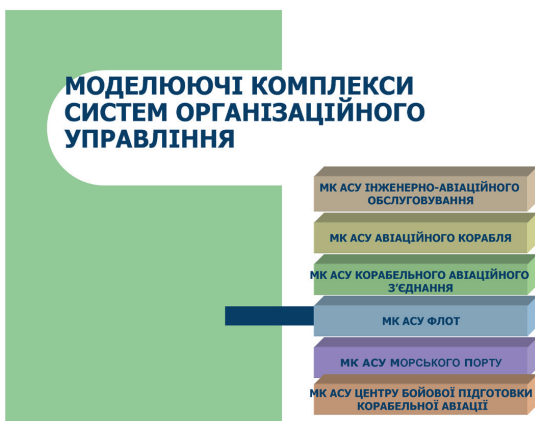 МОДЕЛЮЮЧІ КОМПЛЕКСИ
СИСТЕМ ОРГАНІЗАЦІЙНОГО
УПРАВЛІННЯ
МК АСУ ІНЖЕНЕРНО-АВІАЦІЙНОГО
ОБСЛУГОВУВАННЯ
МК АСУ АВІАЦІЙНОГО КОРАБЛЯ
МК АСУ КОРАБЕЛЬНОГО АВІАЦІЙНОГО
З’ЄДНАННЯ
МК АСУ ФЛОТ
МК АСУ МОРСЬКОГО ПОРТУ
МК АСУ ЦЕНТРУ БОЙОВОЇ ПІДГОТОВКИ
КОРАБЕЛЬНОЇ АВІАЦІЇ